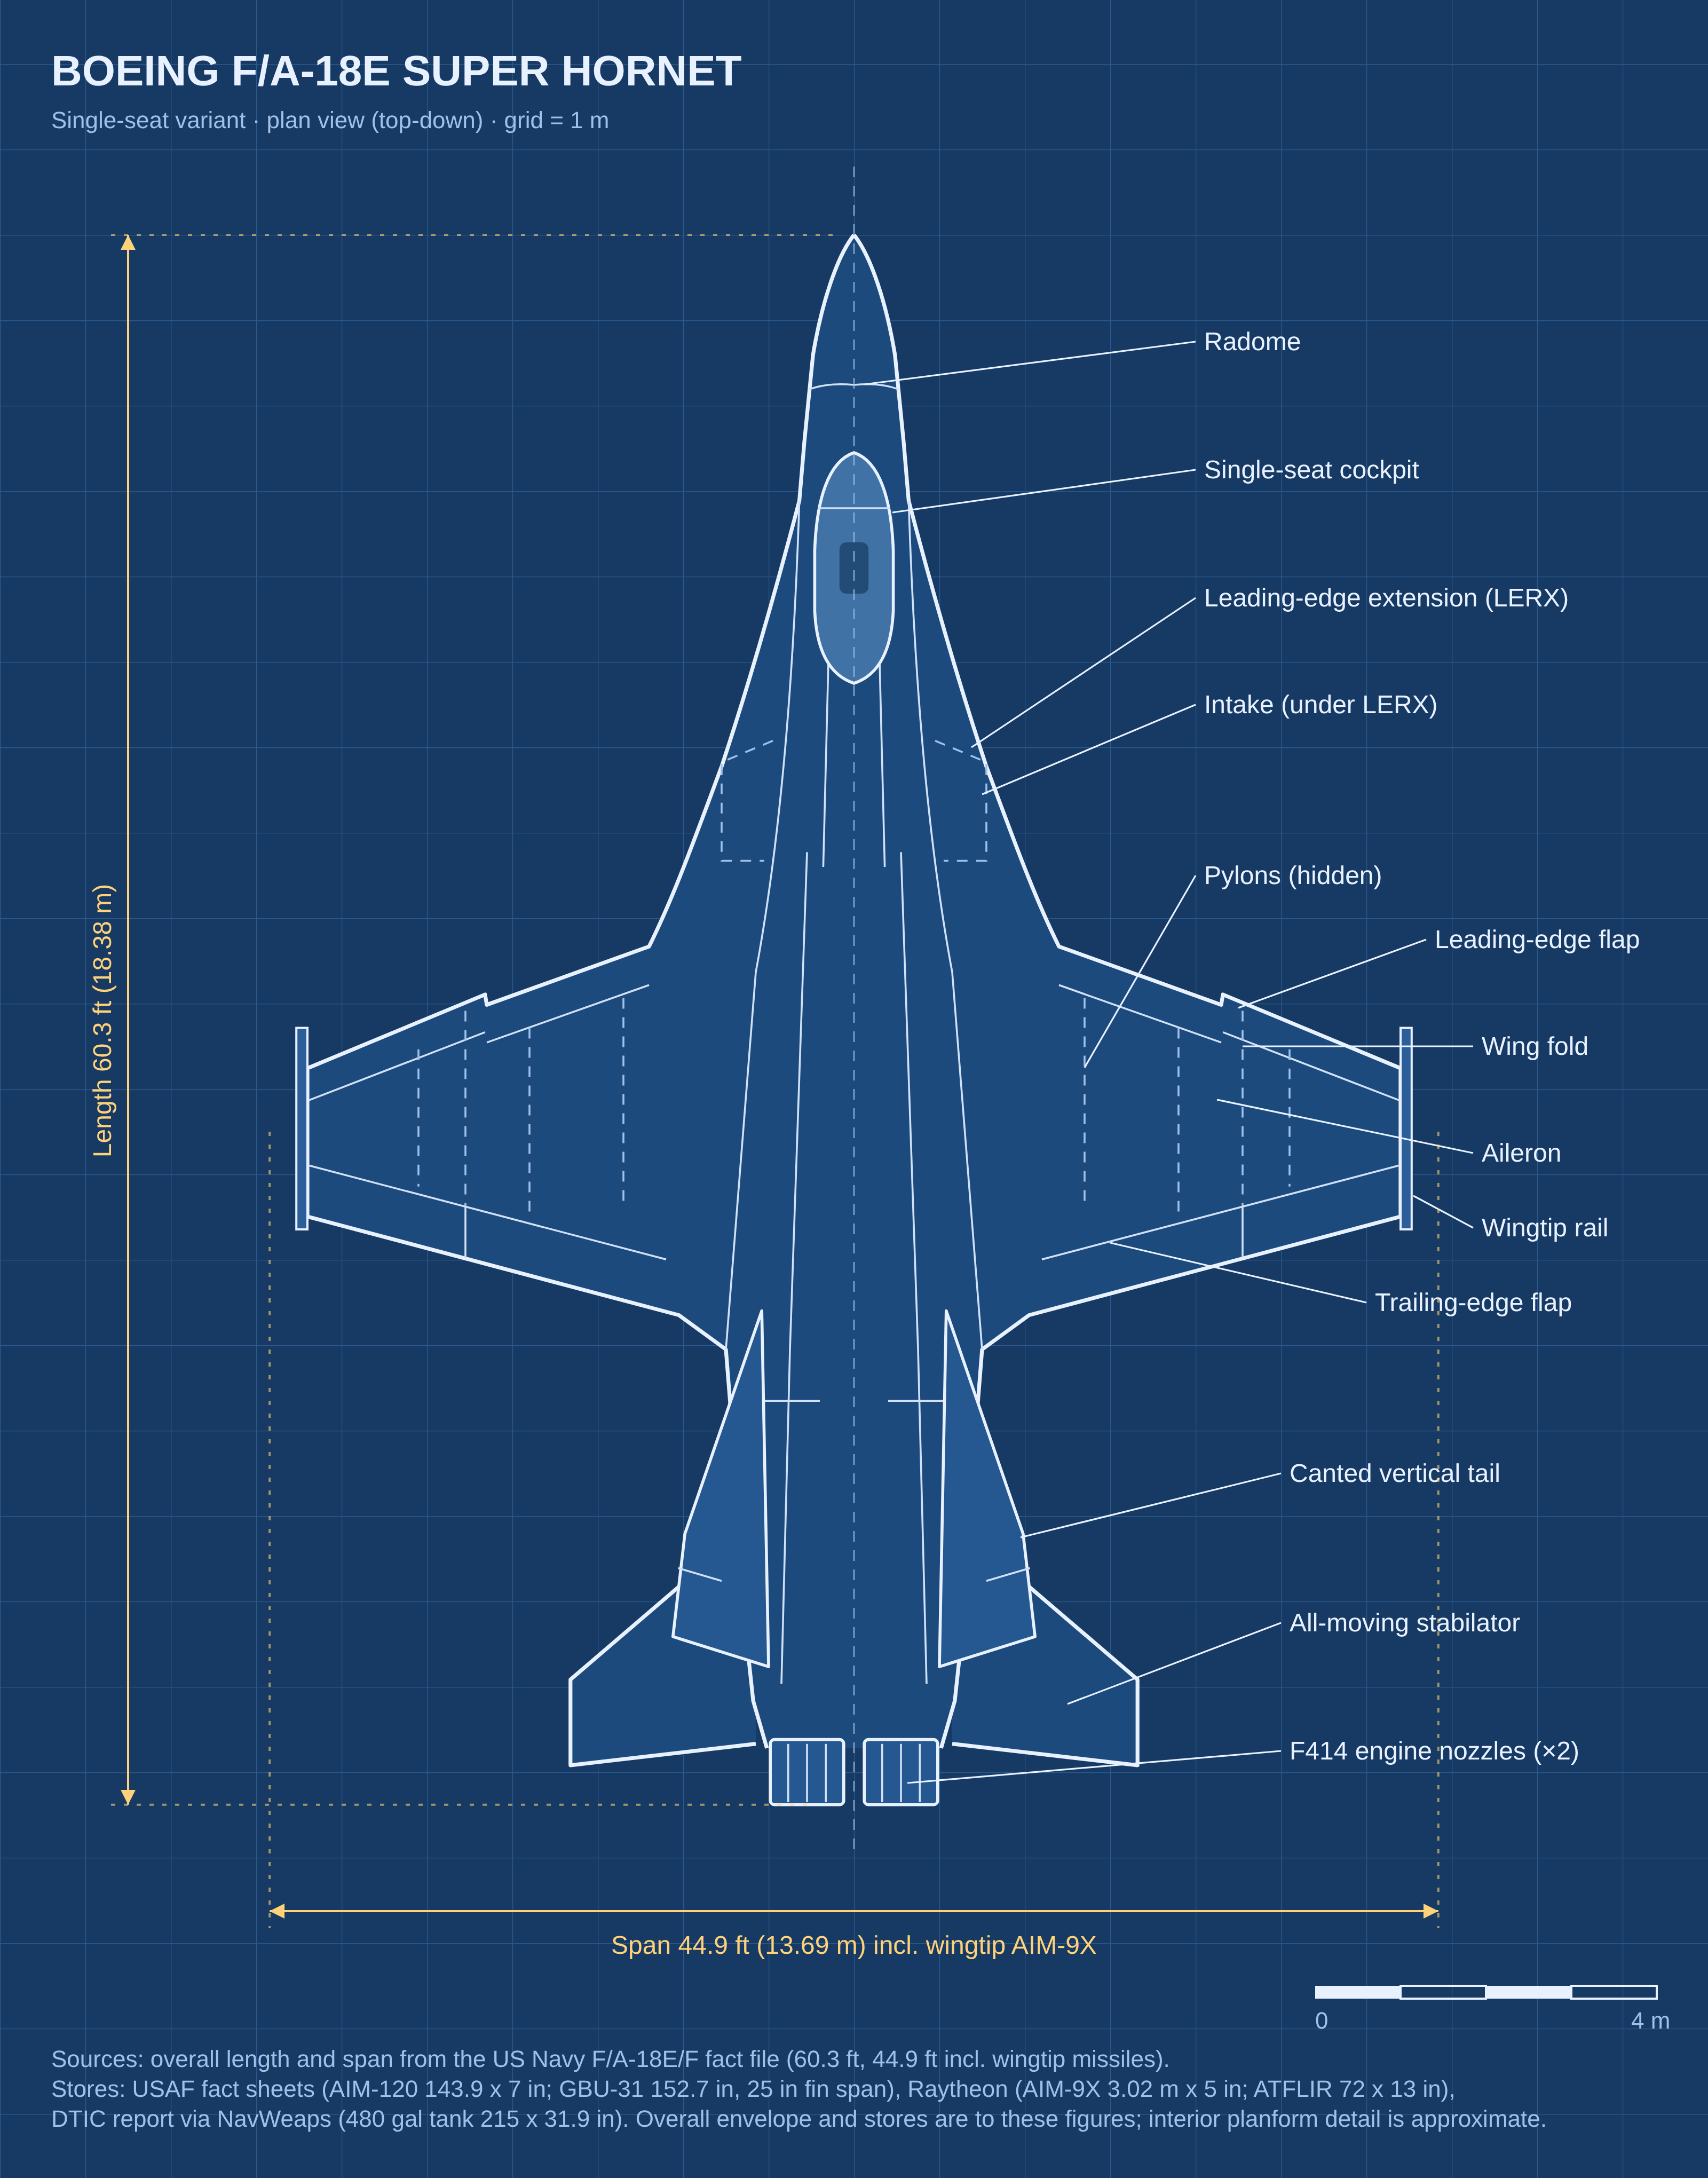 BOEING F/A-18E SUPER HORNET
Single-seat variant · plan view (top-down) · grid = 1 m
Radome
Single-seat cockpit
Leading-edge extension (LERX)
Intake (under LERX)
Pylons (hidden)
Leading-edge flap
Length 60.3 ft (18.38 m)
Wing fold
Aileron
Wingtip rail
Trailing-edge flap
Canted vertical tail
All-moving stabilator
F414 engine nozzles (×2)
Span 44.9 ft (13.69 m) incl. wingtip AIM-9X
0 4 m
Sources: overall length and span from the US Navy F/A-18E/F fact file (60.3 ft, 44.9 ft incl. wingtip missiles).
Stores: USAF fact sheets (AIM-120 143.9 x 7 in; GBU-31 152.7 in, 25 in fin span), Raytheon (AIM-9X 3.02 m x 5 in; ATFLIR 72 x 13 in),
DTIC report via NavWeaps (480 gal tank 215 x 31.9 in). Overall envelope and stores are to these figures; interior planform detail is approximate.